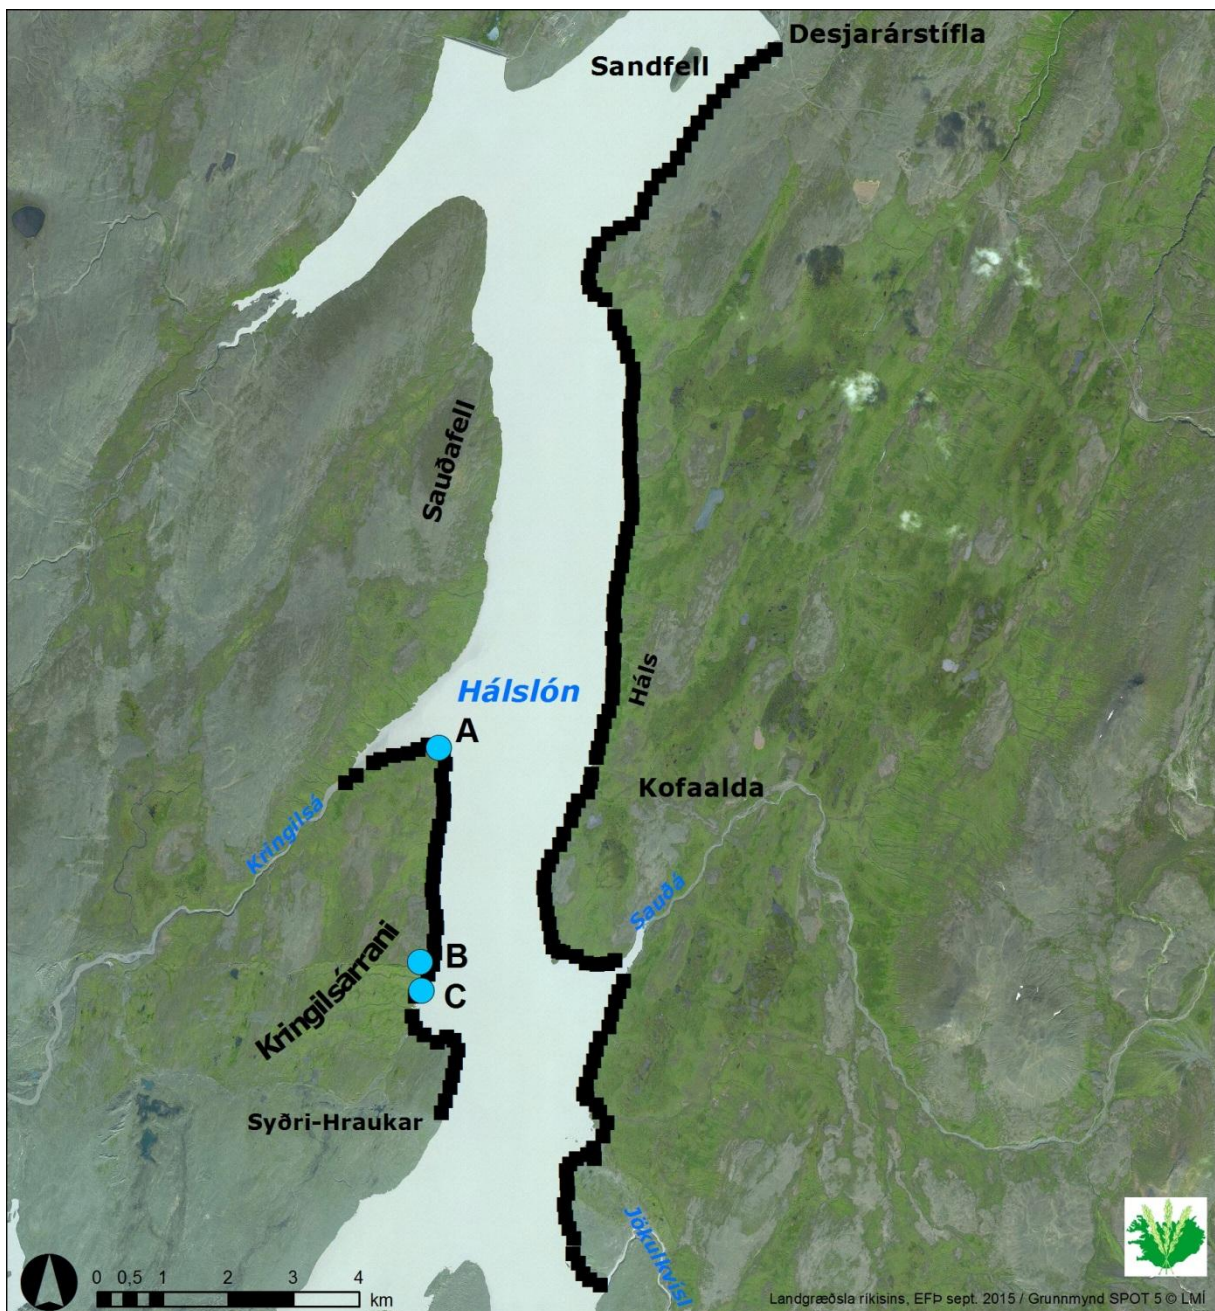 Desjarárstífla
Sandfell
Sauðafell
Háls
Hálslón
A
Kofaalda
Kringilsá
Sauðá
B
Kringilsárrani
C
Syðri-Hraukar
Jökulkvísl
0 0,5 1 2 3 4
km
Landgræðsla ríkisins, EFÞ sept. 2015 / Grunnmynd SPOT 5 © LMÍ